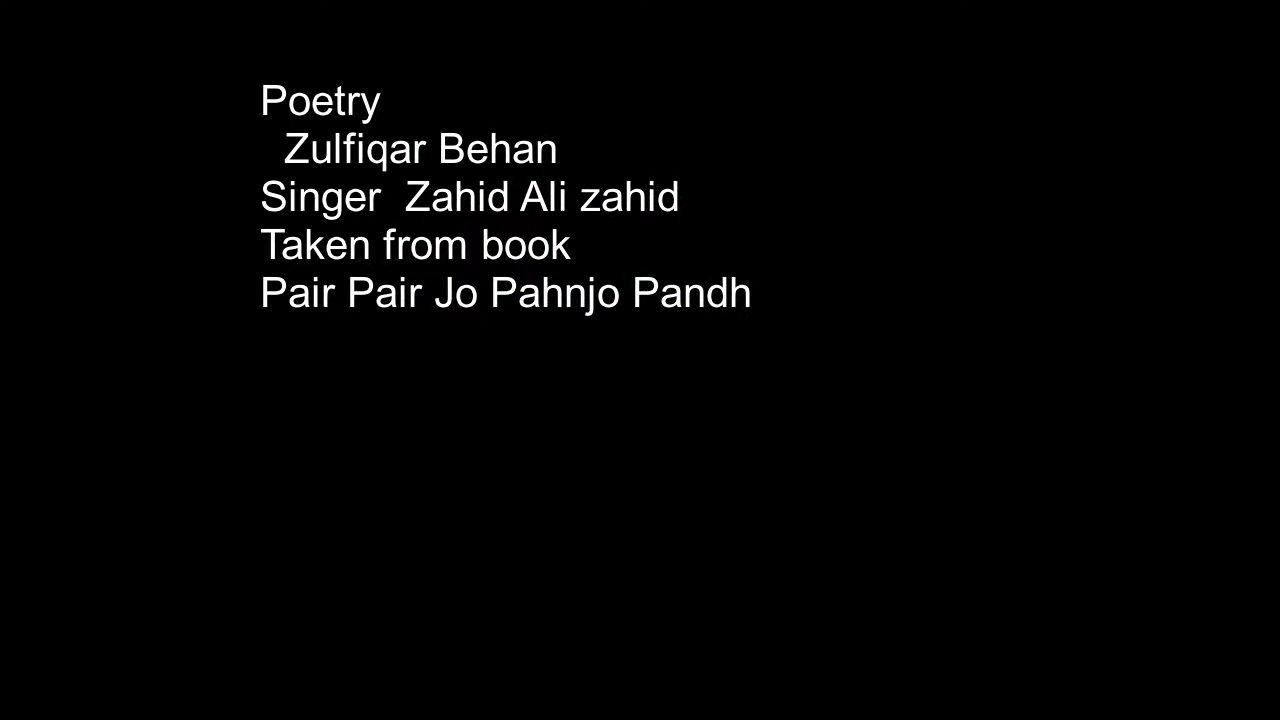 Poetry
Zulfiqar Behan
Singer  Zahid Ali zahid
Taken from book
Pair Pair Jo Pahnjo Pandh